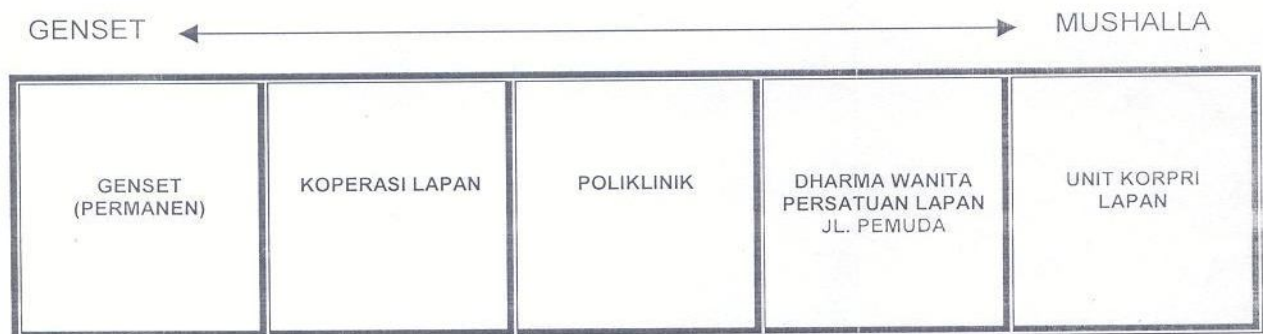 GENSET
MUSHALLA
GENSET
(PERMANEN)
KOPERASI LAPAN
POLIKLINIK
DHARMA WANITA
PERSATUAN LAPAN
JL. PEMUDA
UNIT KORPRI
LAPAN